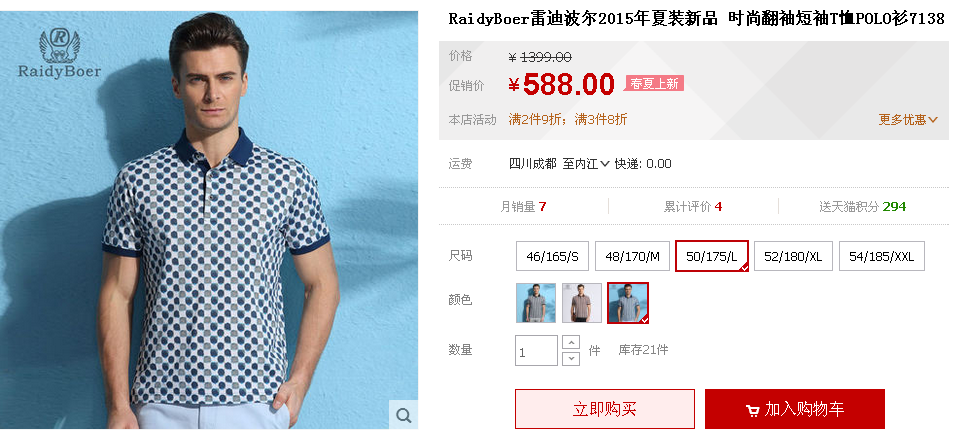 RaidyBoer
RaidyBoer雷迪波尔2015年夏装新品 时尚翻袖短袖T恤POLO衫7138
价格 ¥ 1399.00
促销价 ¥588.00 春夏上新
本店活动 满2件9折；满3件8折 更多优惠
运费 四川成都 至内江 快递: 0.00
月销量 7 累计评价 4 送天猫积分 294
尺码 46/165/S 48/170/M 50/175/L 52/180/XL 54/185/XXL
颜色
数量 1 件 库存21件
立即购买 加入购物车